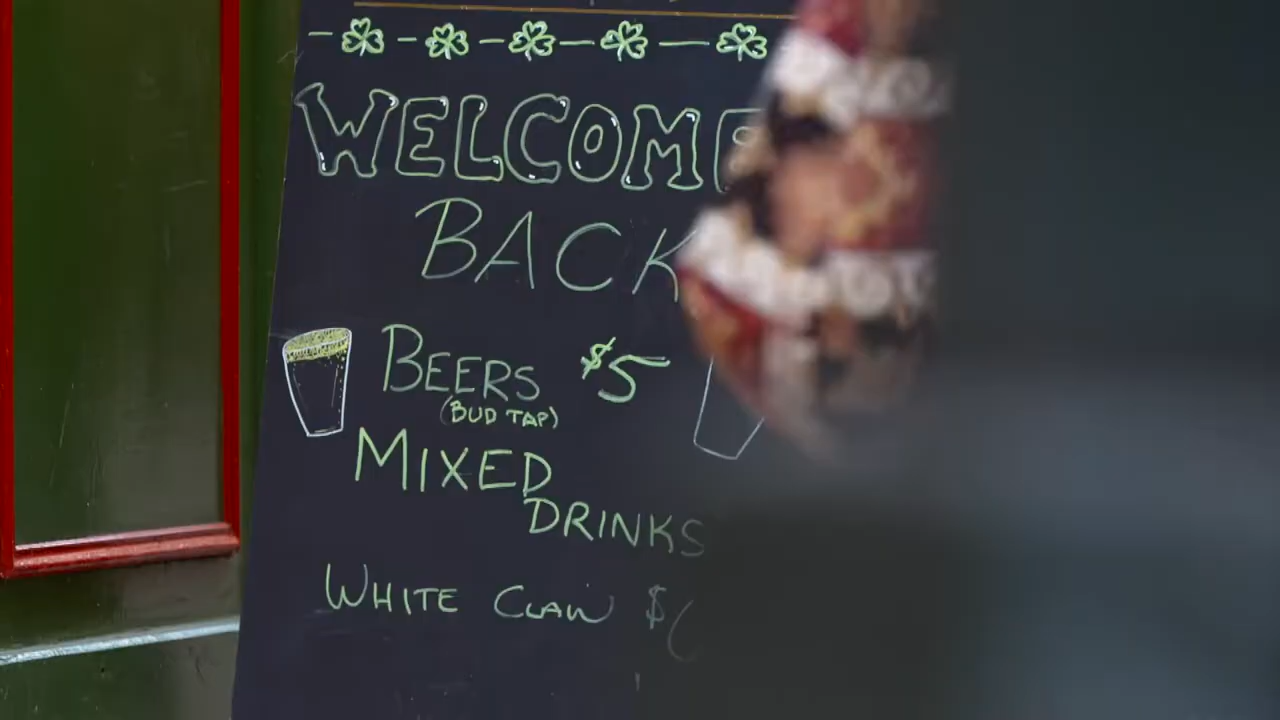 WELCOME
BACK
BEERS $5
(BUD TAP)
MIXED
DRINKS
WHITE CLAW $